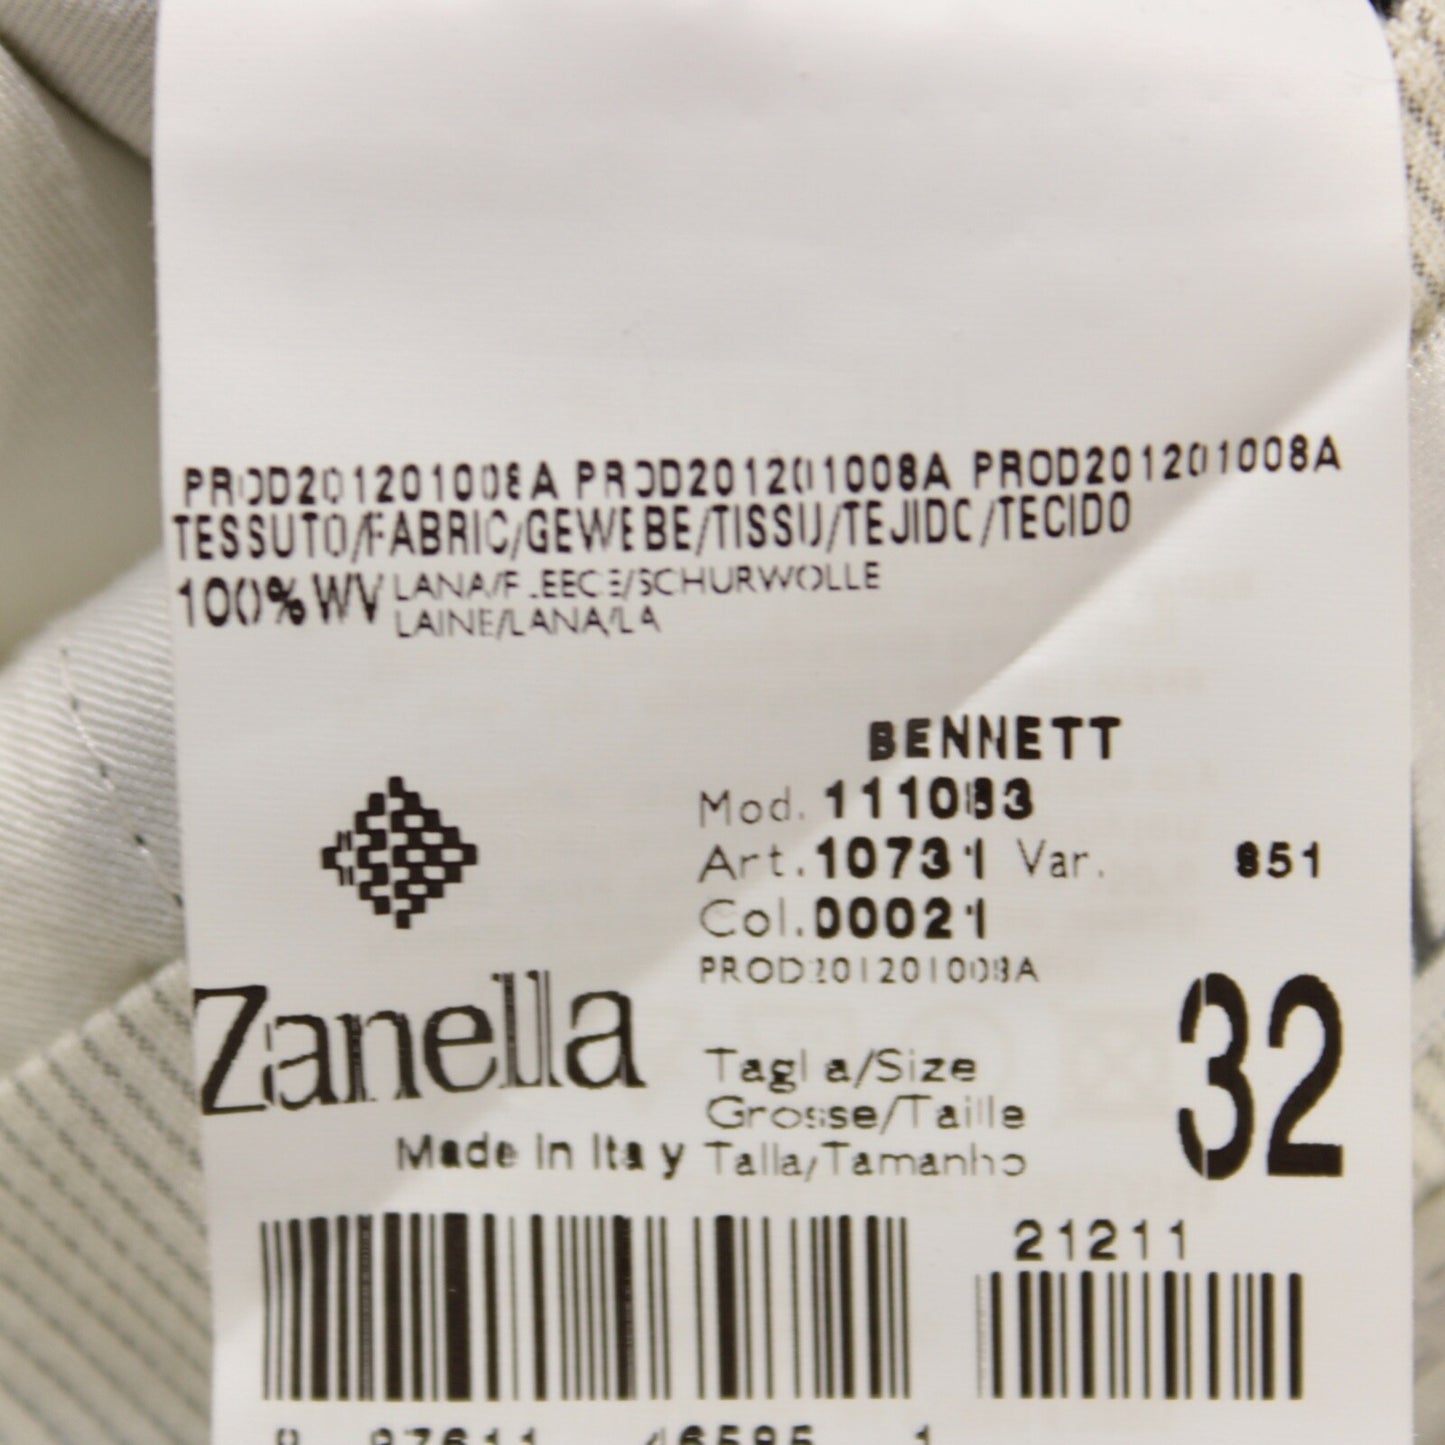 PROD201201008A PROD201201008A PROD201201008A
TESSUTO/FABRIC/GEWEBE/TISSU/TEJIDO/TECIDO
100% WV LANA/FLEECE/SCHURWOLLE
LAINE/LANA/LA
BENNETT
Mod. 111083
Art. 10731 Var. 851
Col. 00021
PROD201201008A
Zanella
Made In Italy
Taglia/Size
Grosse/Taille
Talla/Tamanho
32
21211